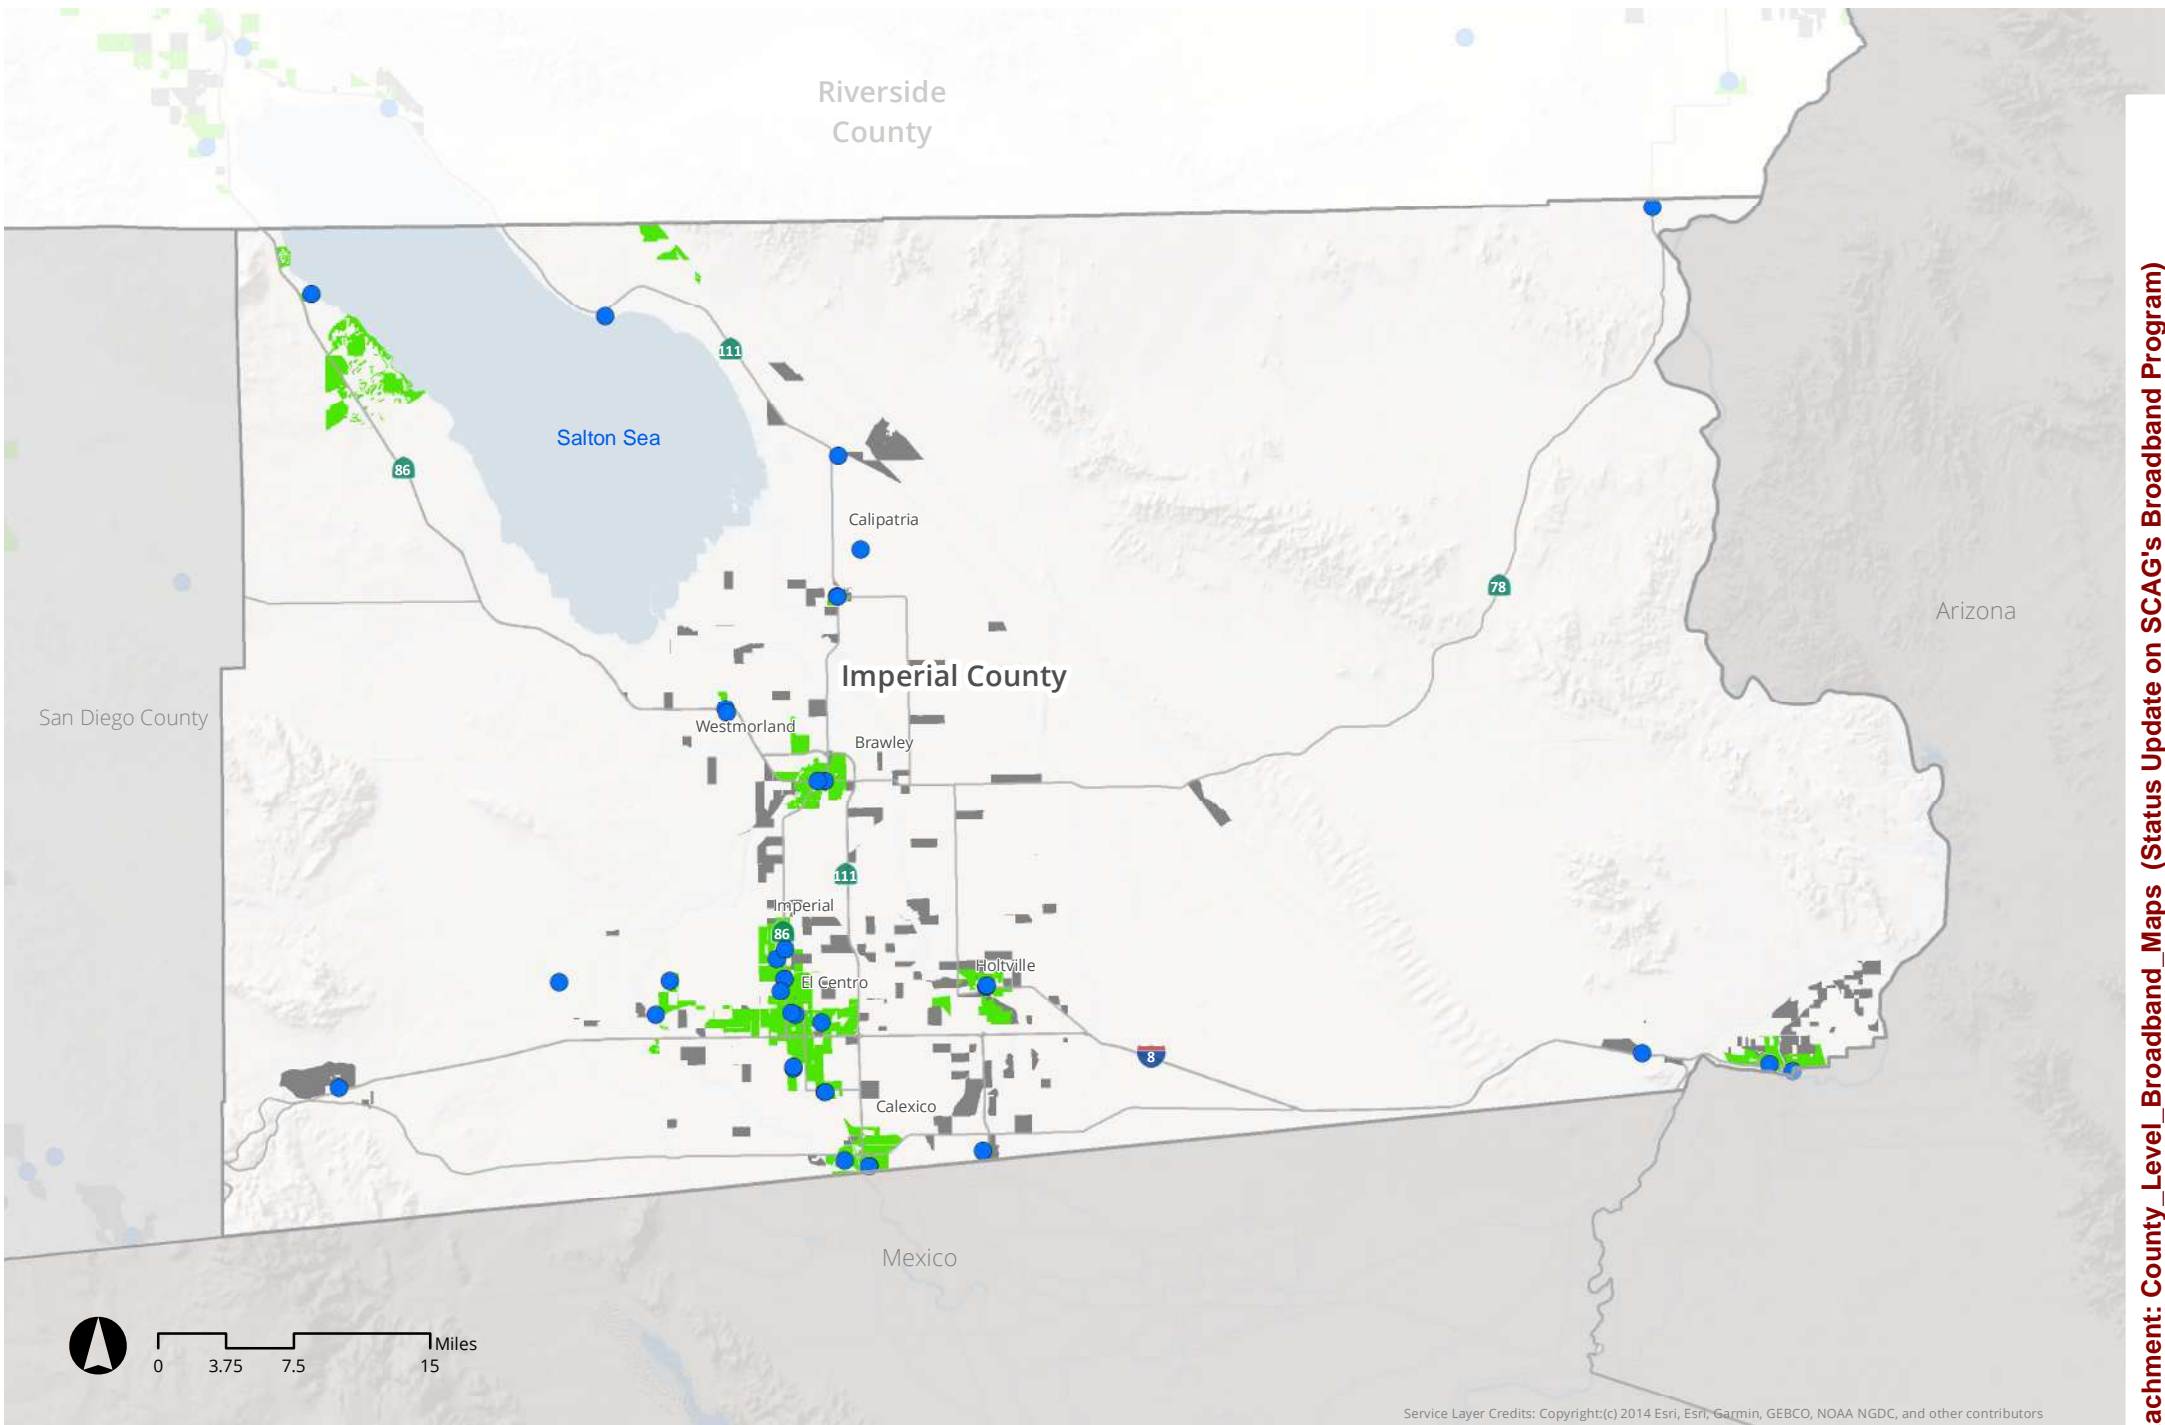 Riverside
County
111
Salton Sea
86
Calipatria
78
Arizona
Imperial County
San Diego County
Westmorland
Brawley
111
Imperial
86
Holtville
El Centro
8
Calexico
Mexico
Miles
0 3.75 7.5 15
Service Layer Credits: Copyright:(c) 2014 Esri, Esri, Garmin, GEBCO, NOAA NGDC, and other contributors
achment: County_Level_Broadband_Maps (Status Update on SCAG's Broadband Program)